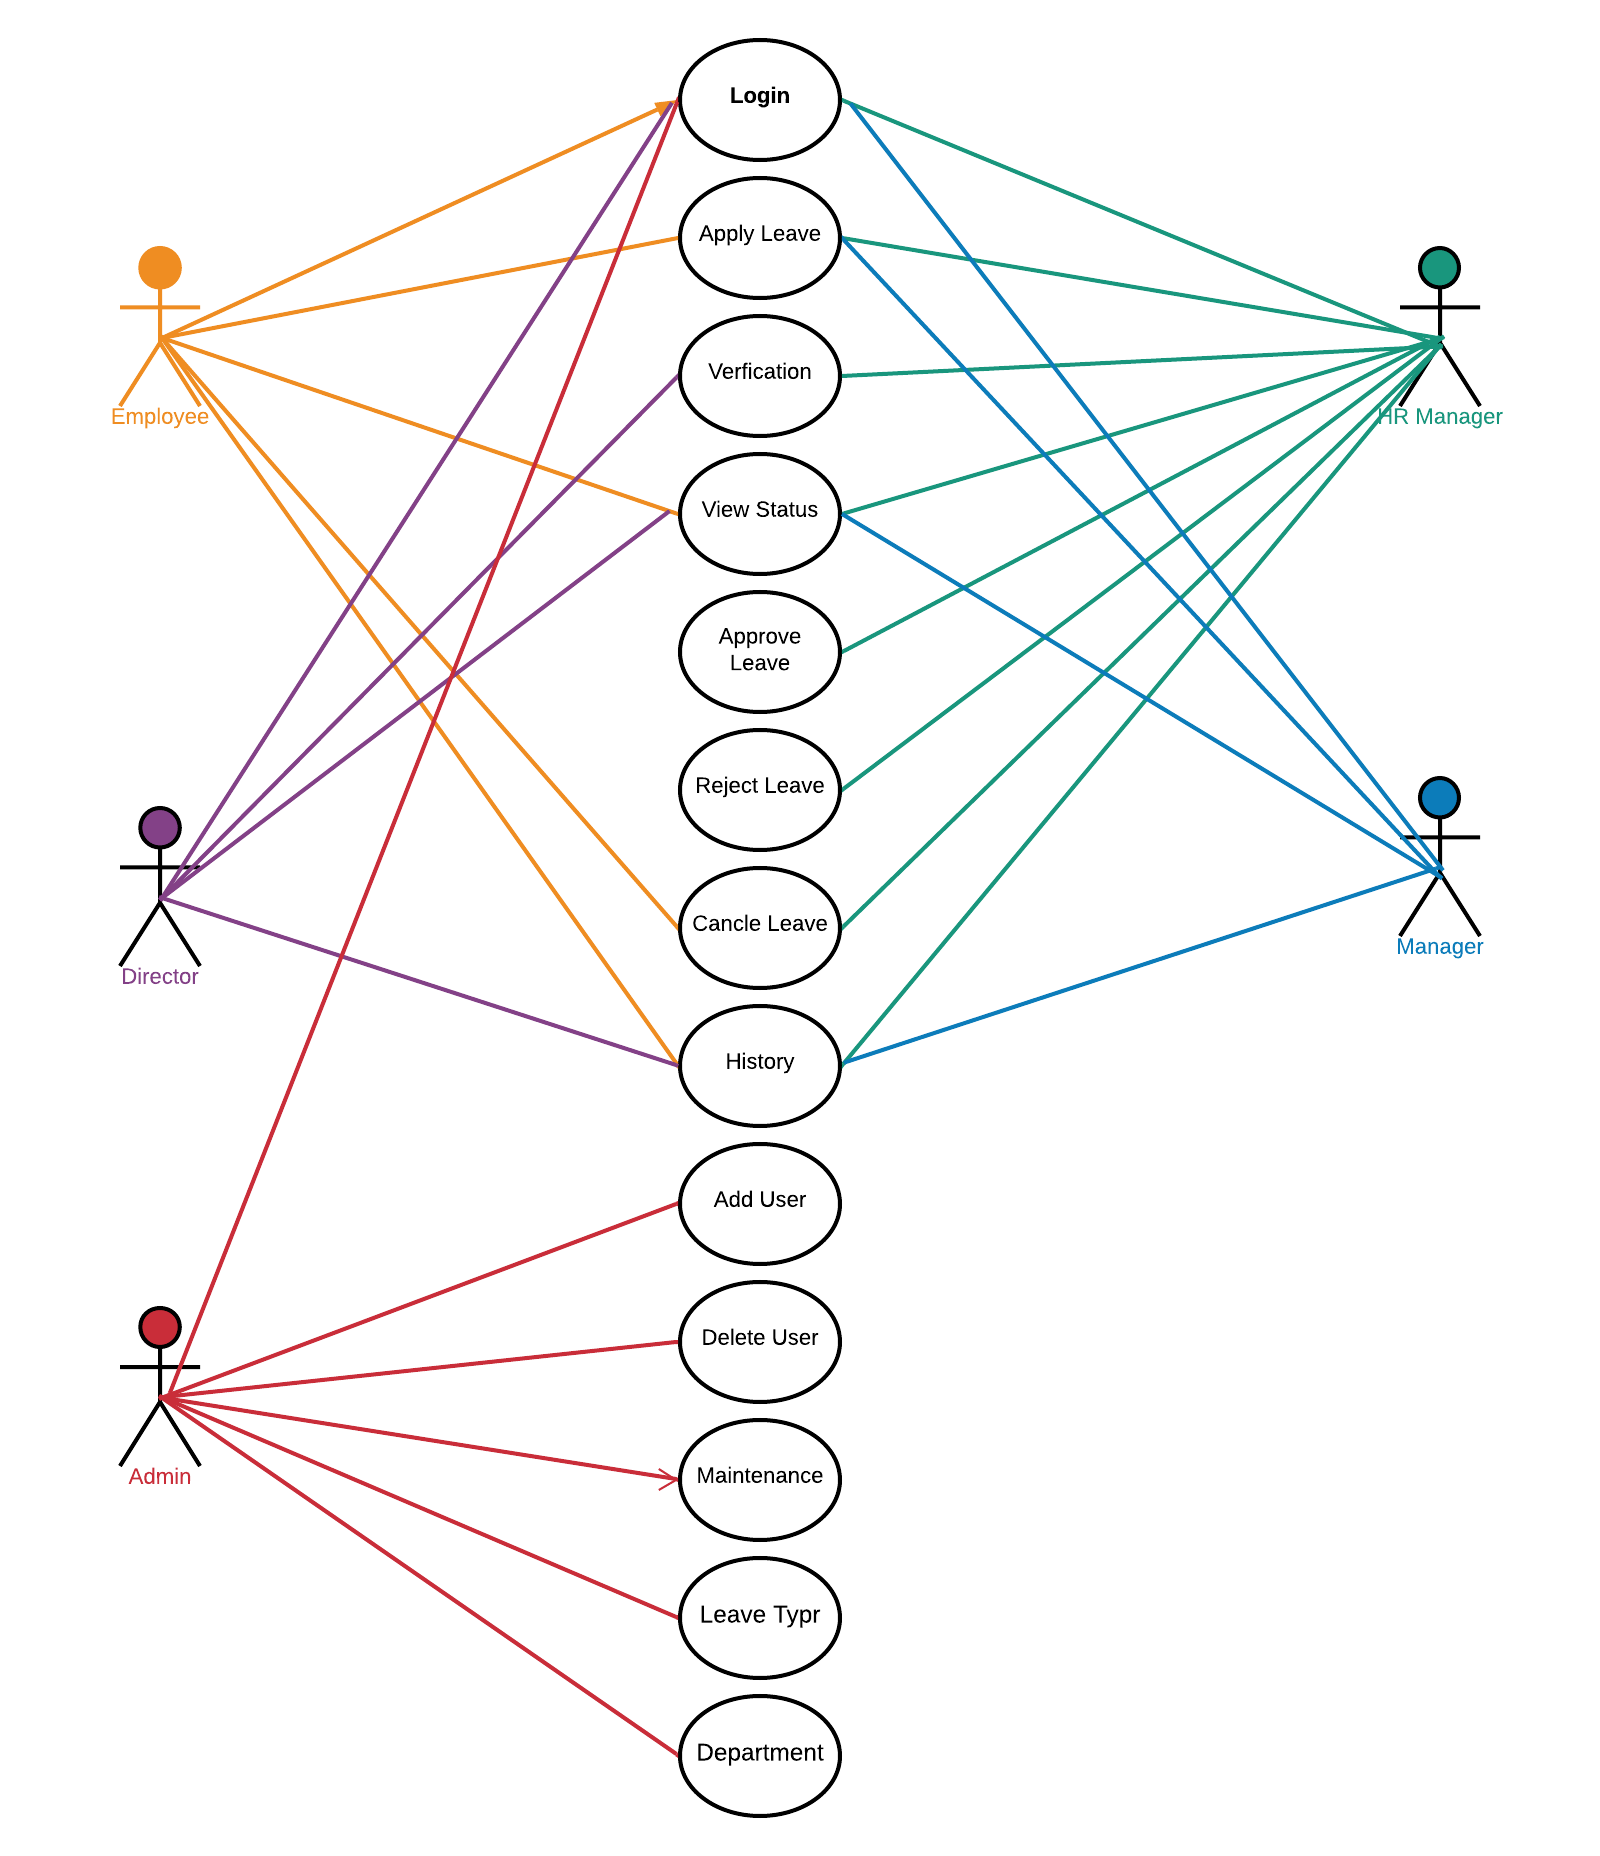 Login
Apply Leave
Verfication
View Status
Approve
Leave
Reject Leave
Cancle Leave
History
Add User
Delete User
Maintenance
Leave Typr
Department
Employee
Director
Admin
HR Manager
Manager